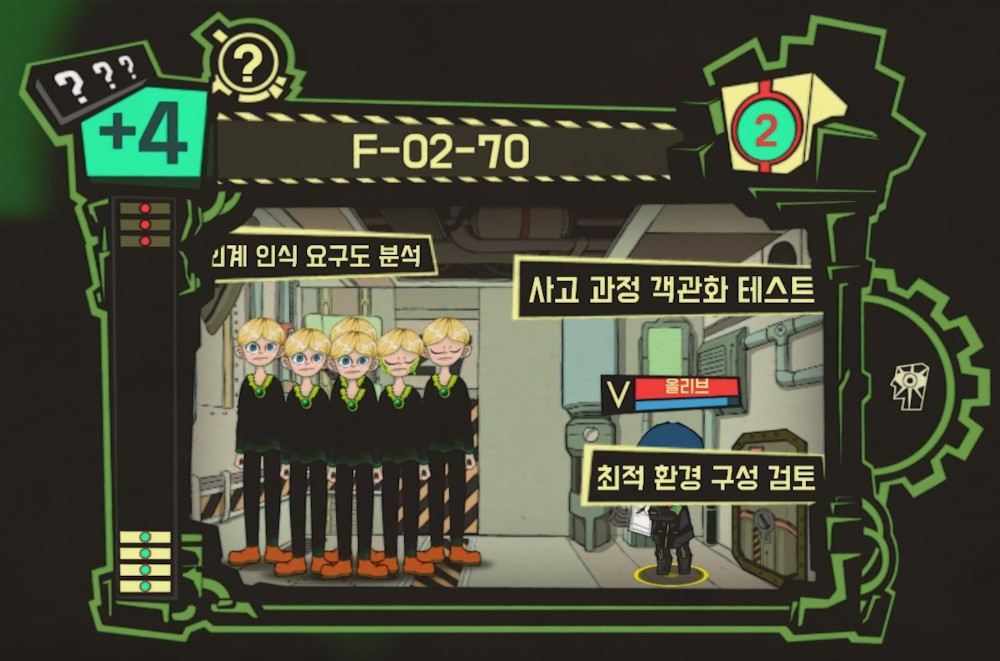 ? ? ?
?
+4
F-02-70
2
인식 요구도 분석
사고 과정 객관화 테스트
V
올리브
최적 환경 구성 검토